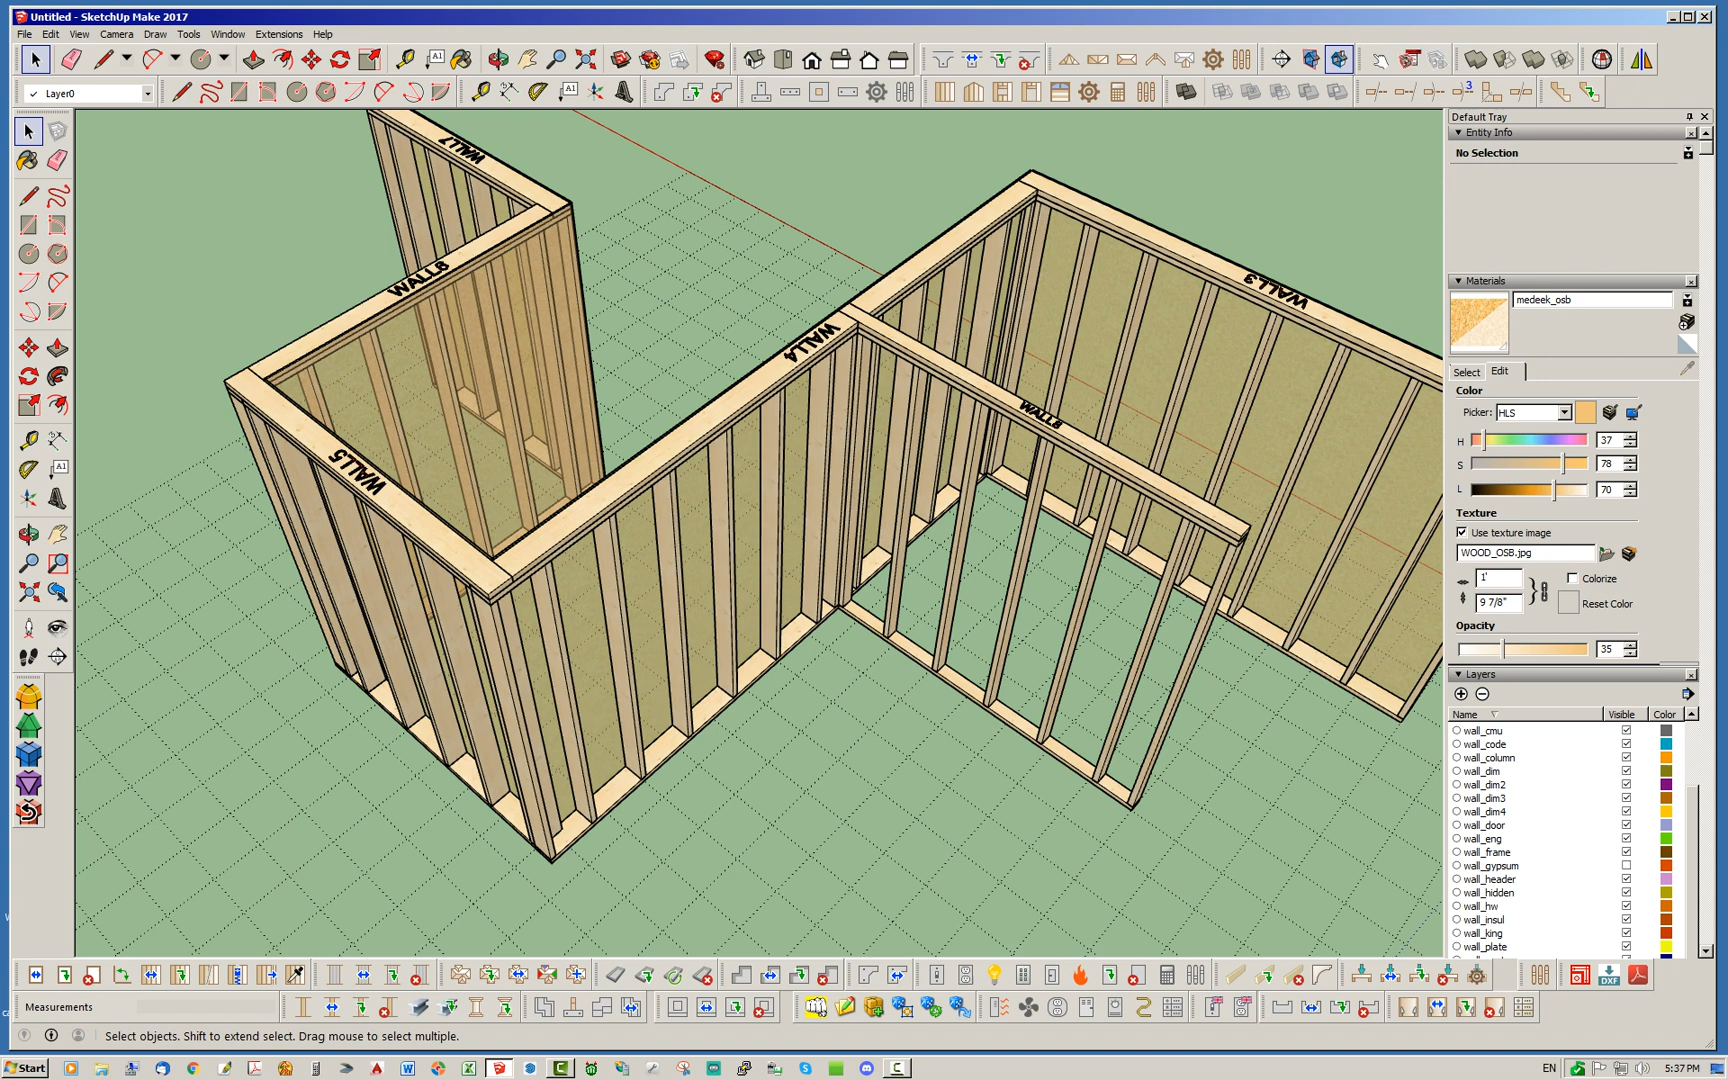 Untitled - SketchUp Make 2017
File Edit View Camera Draw Tools Window Extensions Help
Layer0
Default Tray
Entity Info
No Selection
Materials
medeek_osb
Select Edit
Color
Picker: HLS
H 37
S 78
L 70
Texture
Use texture image
WOOD_OSB.jpg
1'
9 7/8"
Colorize
Reset Color
Opacity
35
Layers
Name Visible Color
wall_cmu
wall_code
wall_column
wall_dim
wall_dim2
wall_dim3
wall_dim4
wall_door
wall_eng
wall_frame
wall_gypsum
wall_header
wall_hidden
wall_hw
wall_insul
wall_king
wall_plate
WALL7
WALL6
WALL5
WALL4
WALL8
WALL3
Measurements
Select objects. Shift to extend select. Drag mouse to select multiple.
Start
EN
5:37 PM